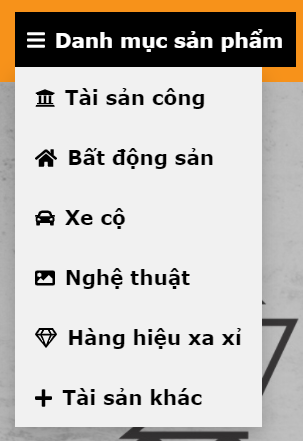 Danh mục sản phẩm
Tài sản công
Bất động sản
Xe cộ
Nghệ thuật
Hàng hiệu xa xỉ
Tài sản khác